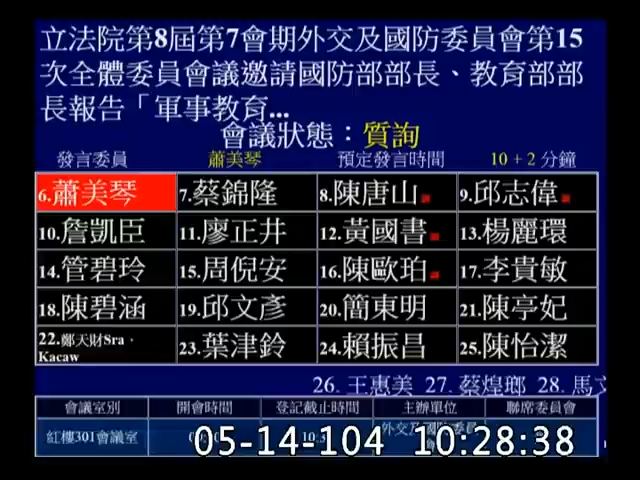 立法院第8屆第7會期外交及國防委員會第15
次全體委員會議邀請國防部部長、教育部部
長報告「軍事教育...
會議狀態：質詢
發言委員 蕭美琴 預定發言時間 10+2分鐘
6.蕭美琴 7.蔡錦隆 8.陳唐山 9.邱志偉
10.詹凱臣 11.廖正井 12.黃國書 13.楊麗環
14.管碧玲 15.周倪安 16.陳歐珀 17.李貴敏
18.陳碧涵 19.邱文彥 20.簡東明 21.陳亭妃
22.鄭天財Sra．
Kacaw 23.葉津鈴 24.賴振昌 25.陳怡潔
26. 王惠美 27. 蔡煌瑯 28. 馬文
會議室別 開會時間 登記截止時間 主辦單位 聯席委員會
紅樓301會議室 外交及國防委員
05-14-104 10:28:38